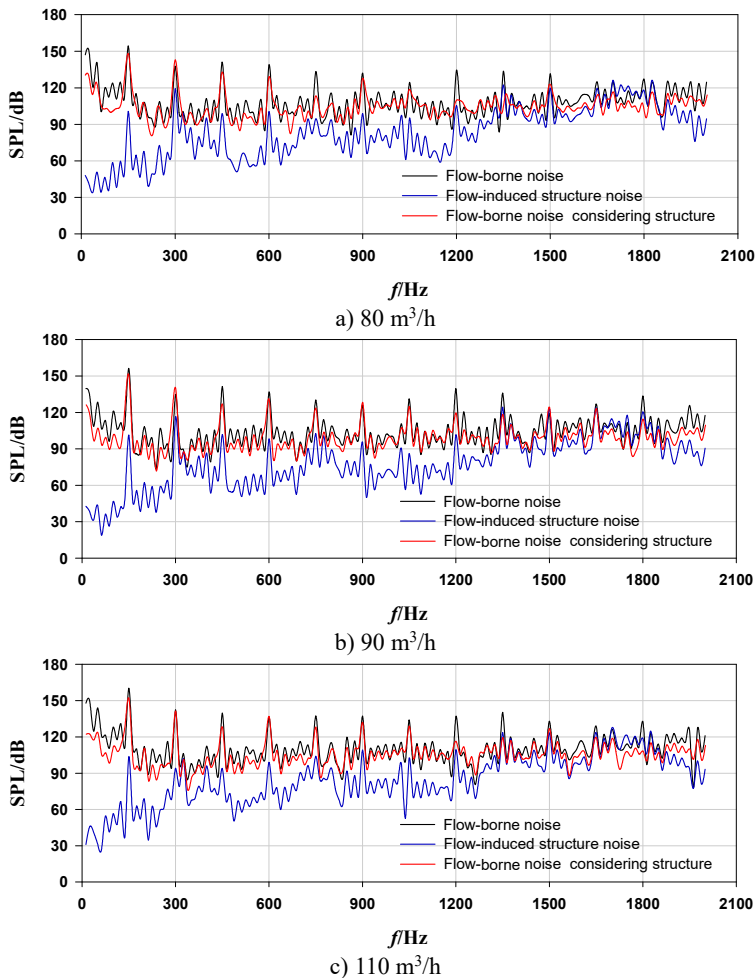 180
150
120
90
60
30
0
SPL/dB
Flow-borne noise
Flow-induced structure noise
Flow-borne noise considering structure
0 300 600 900 1200 1500 1800 2100
f/Hz
a) 80 m³/h
180
150
120
90
60
30
0
SPL/dB
Flow-borne noise
Flow-induced structure noise
Flow-borne noise considering structure
0 300 600 900 1200 1500 1800 2100
f/Hz
b) 90 m³/h
180
150
120
90
60
30
0
SPL/dB
Flow-borne noise
Flow-induced structure noise
Flow-borne noise considering structure
0 300 600 900 1200 1500 1800 2100
f/Hz
c) 110 m³/h